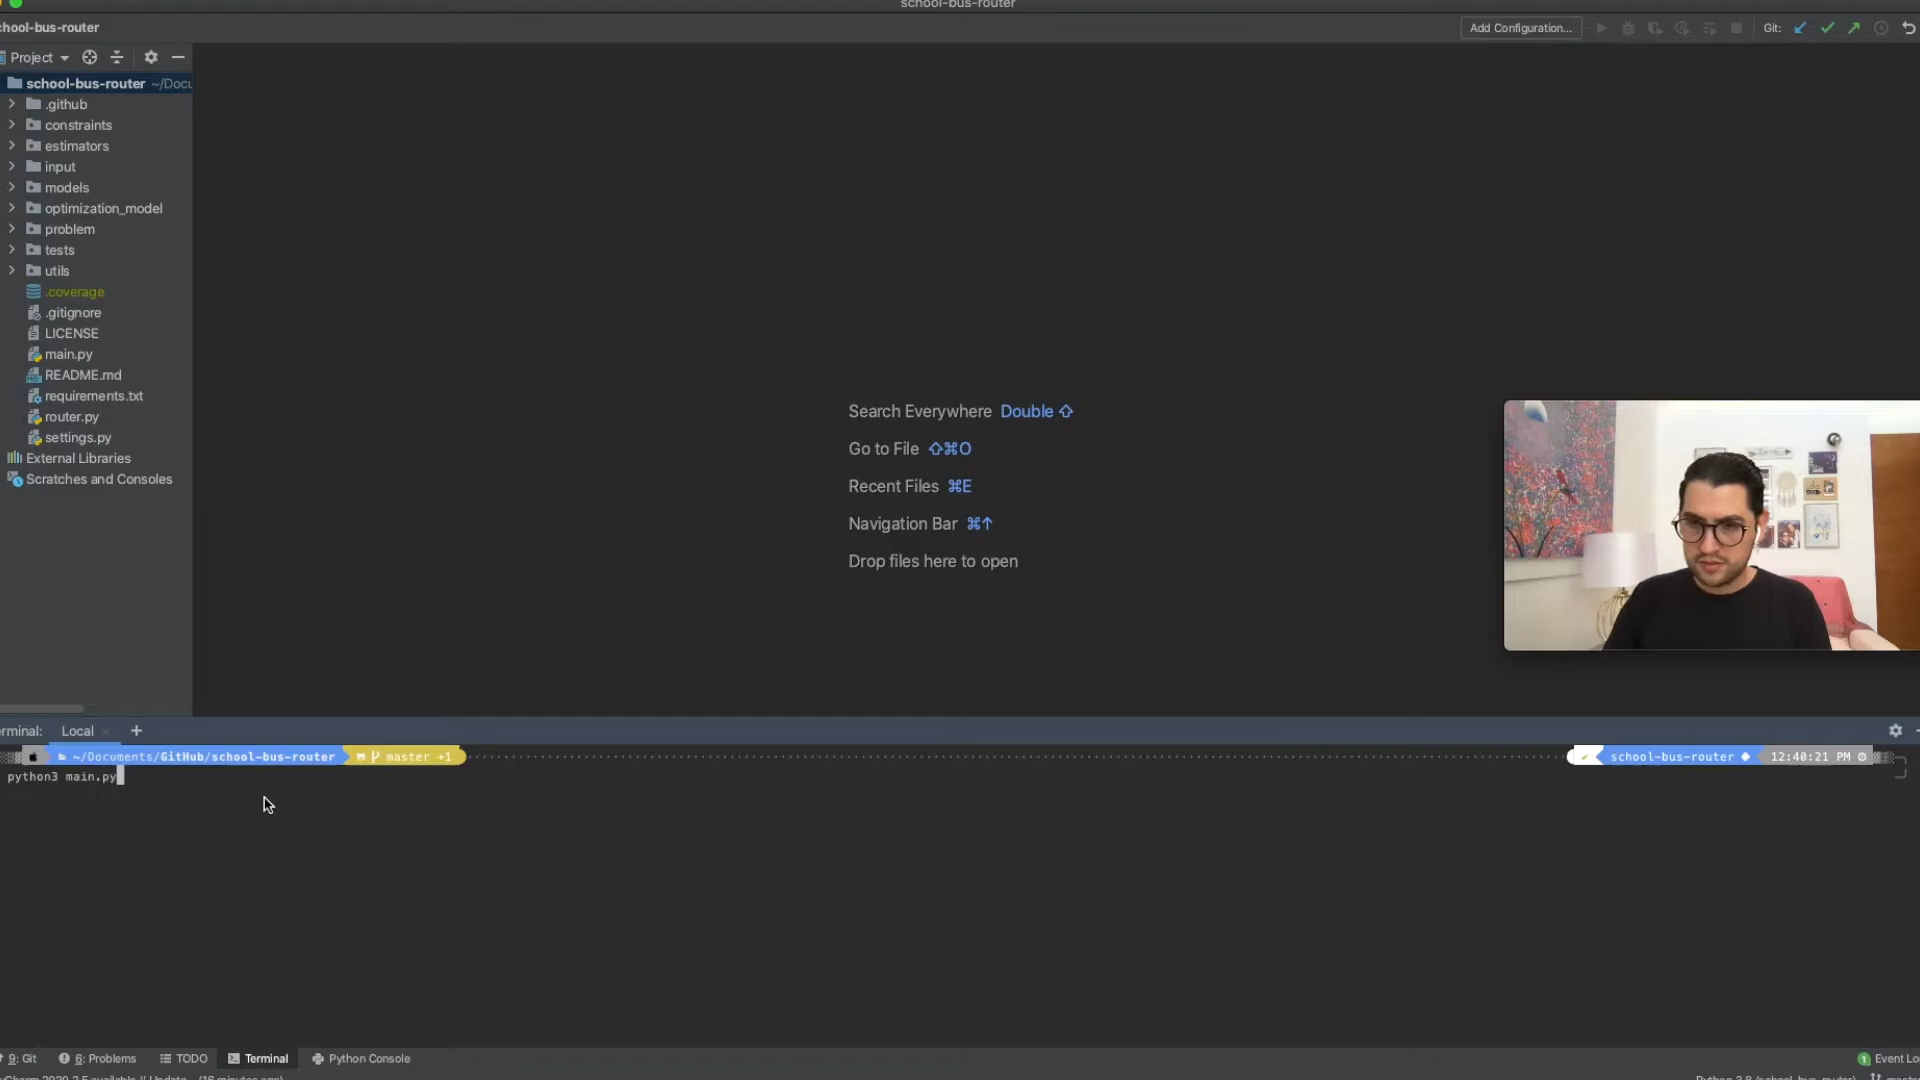 school-bus-router
chool-bus-router
Add Configuration...
Git:
Project
school-bus-router ~/Docu
.github
constraints
estimators
input
models
optimization_model
problem
tests
utils
.coverage
.gitignore
LICENSE
main.py
README.md
requirements.txt
router.py
settings.py
External Libraries
Scratches and Consoles
Search Everywhere Double ⇧
Go to File ⇧⌘O
Recent Files ⌘E
Navigation Bar ⌘↑
Drop files here to open
erminal: Local +
~/Documents/GitHub/school-bus-router master +1
school-bus-router 12:40:21 PM
python3 main.py
9: Git 6: Problems TODO Terminal Python Console
1 Event Lo